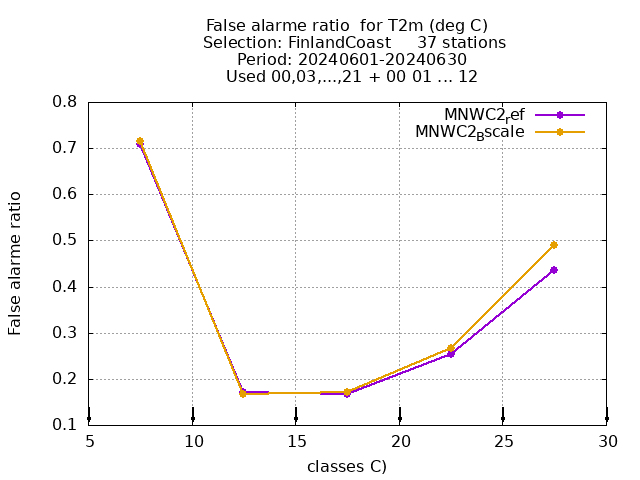 False alarme ratio  for T2m (deg C)
Selection: FinlandCoast     37 stations
Period: 20240601-20240630
Used 00,03,...,21 + 00 01 ... 12
MNWC2ref
MNWC2Bscale
0.8
0.7
0.6
0.5
0.4
0.3
0.2
0.1
False alarme ratio
5 10 15 20 25 30
classes C)